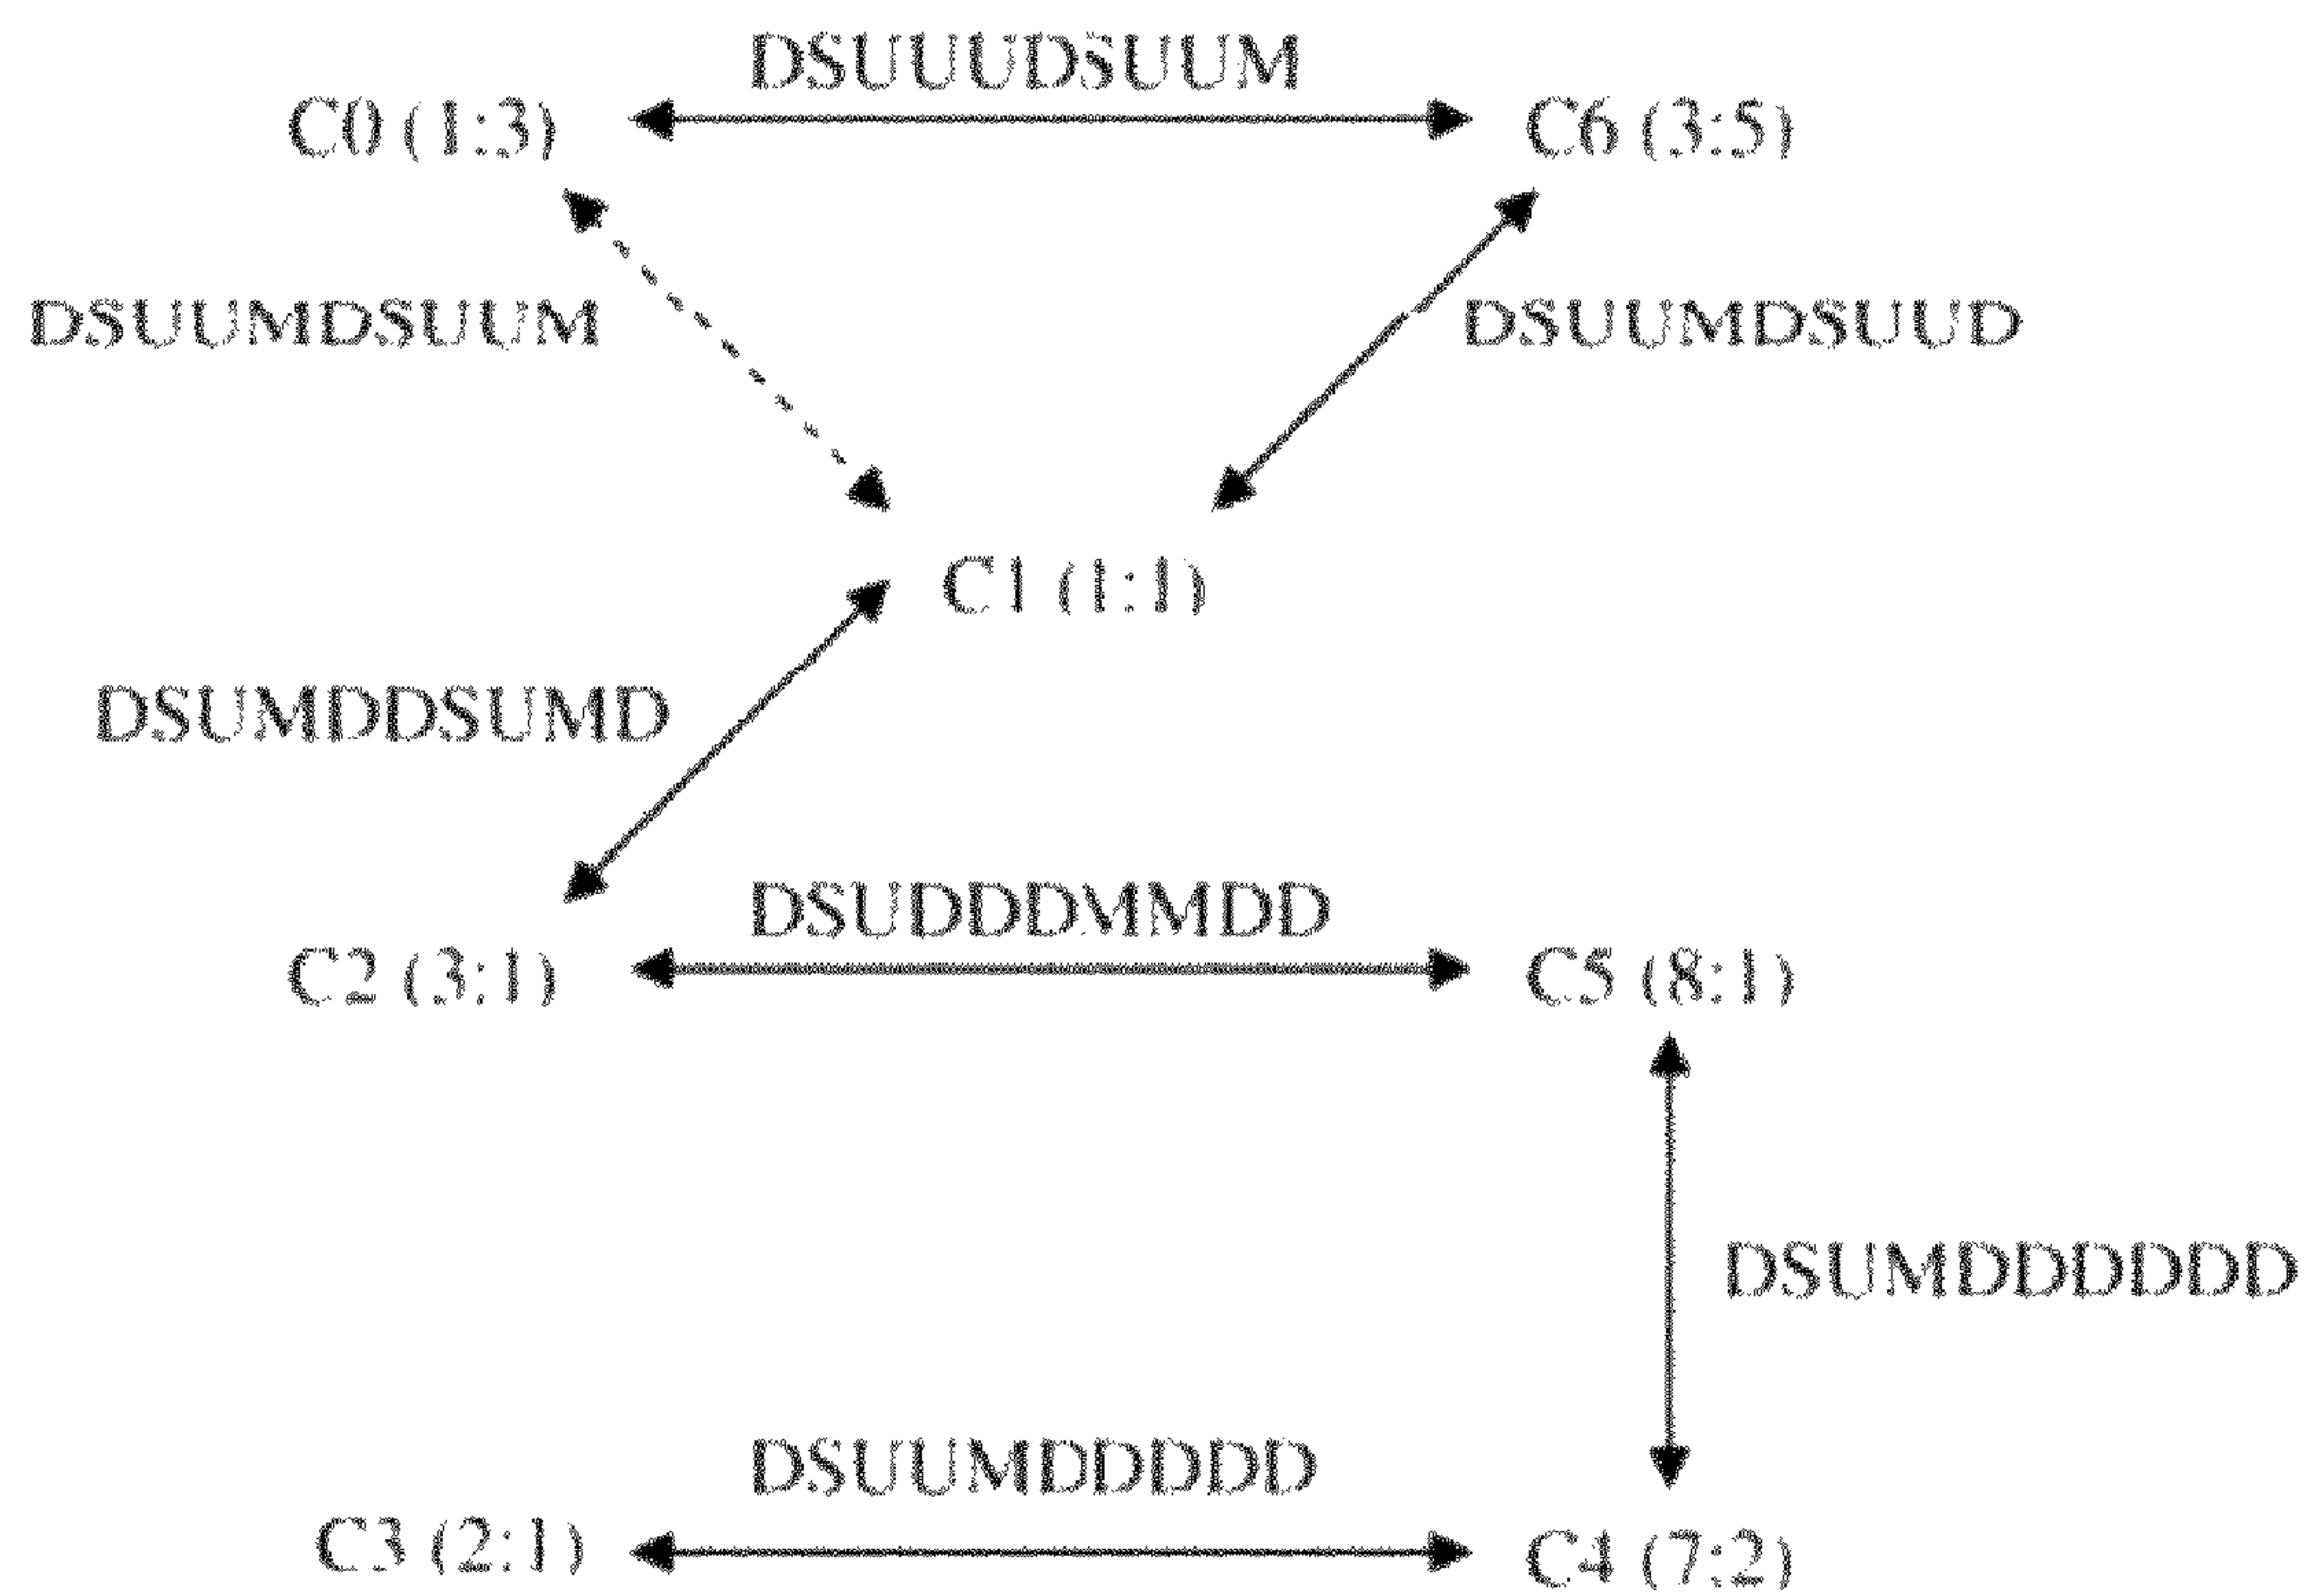 DSUUUDSUUM
C0 (1:3)
C6 (3:5)
DSUUMDSUUM
DSUUMDSUUD
C1 (1:1)
DSUMDDSUMD
DSUDDDMMDD
C2 (3:1)
C5 (8:1)
DSUMDDDDDD
DSUUMDDDDD
C3 (2:1)
C4 (7:2)